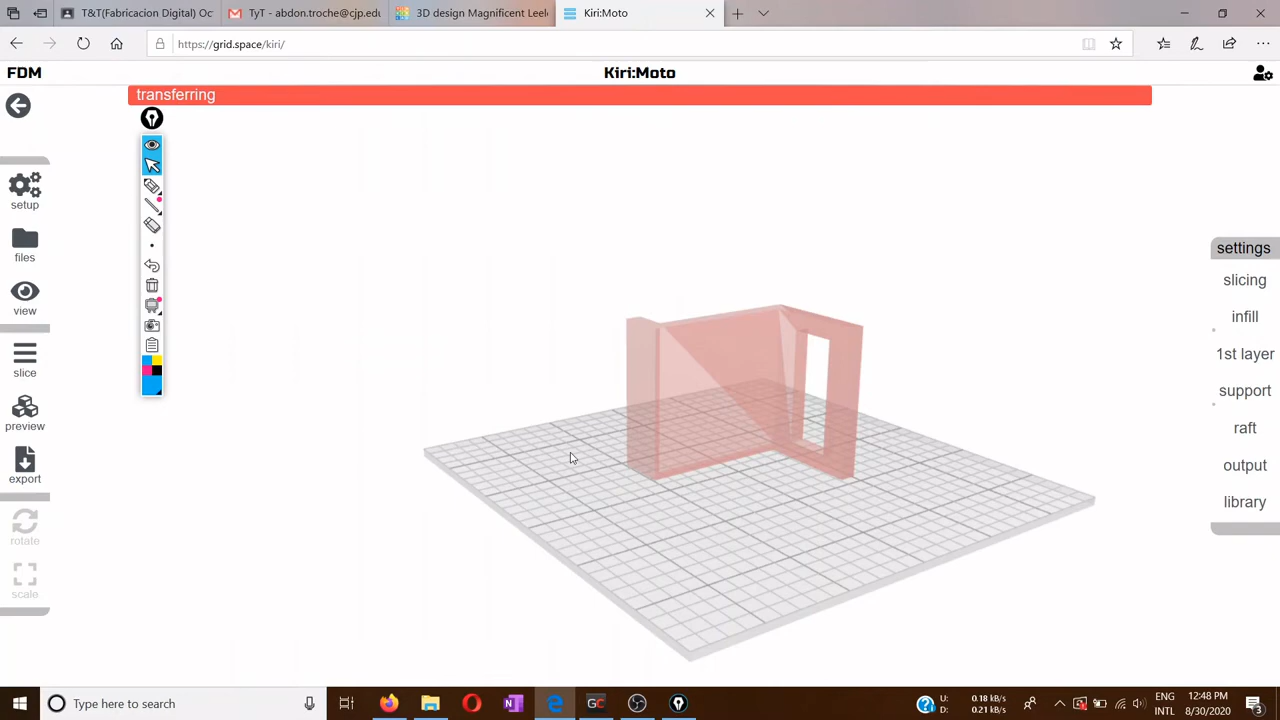 T&T(Fabricacion Digital) Oc
TyT - abdon.troche@cjp.edu
3D design Magnificent Leel
Kiri:Moto
https://grid.space/kiri/
FDM
Kiri:Moto
transferring
setup
files
view
slice
preview
export
rotate
scale
settings
slicing
infill
1st layer
support
raft
output
library
Type here to search
N
GC
U: 0.18 kB/s
D: 0.21 kB/s
ENG
INTL
12:48 PM
8/30/2020
3